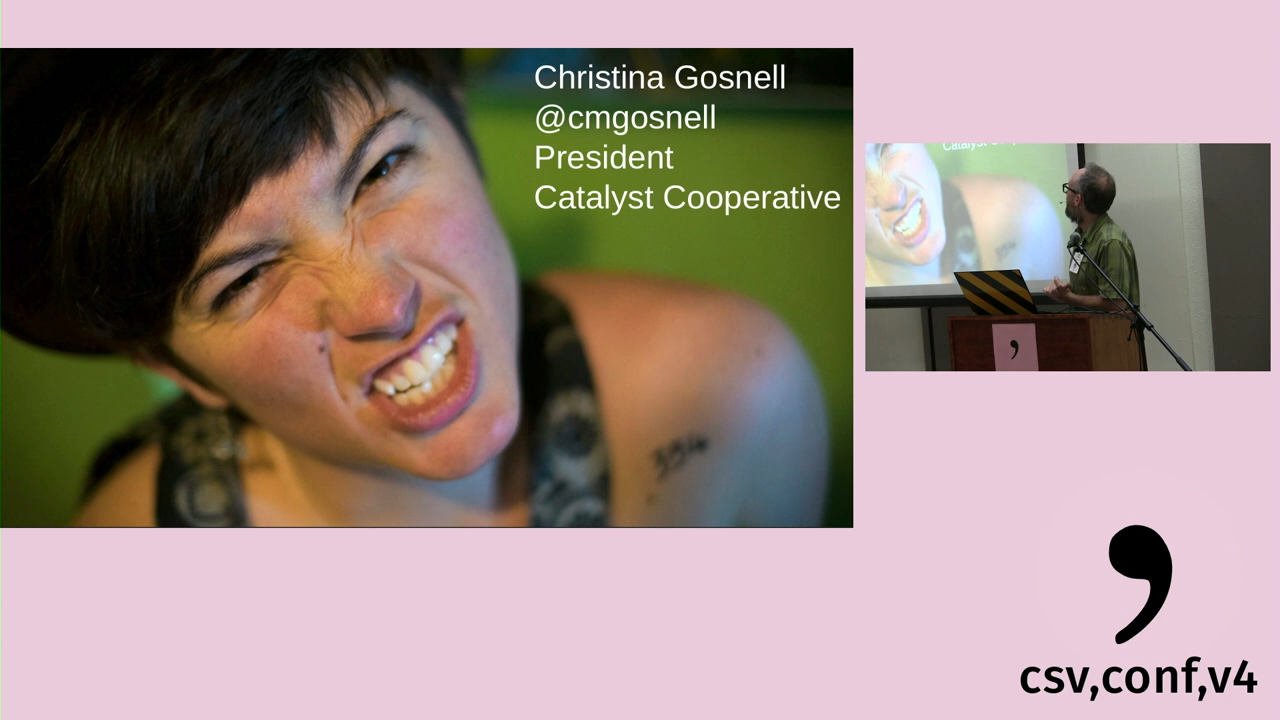 Christina Gosnell
@cmgosnell
President
Catalyst Cooperative
csv,conf,v4